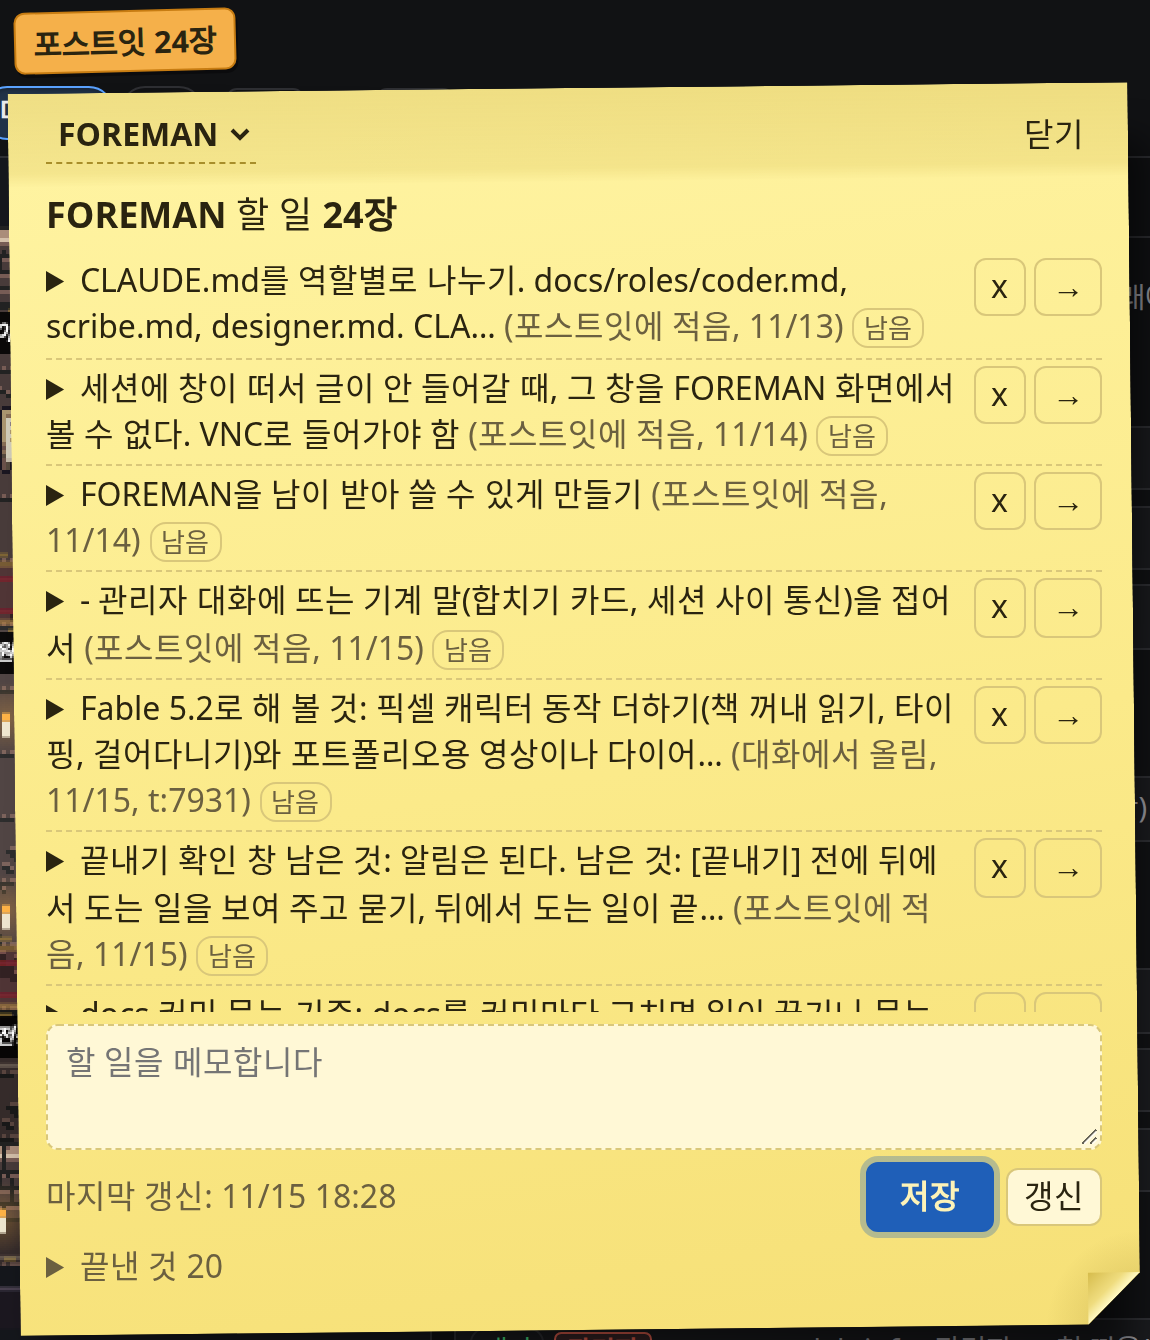 포스트잇 24장
FOREMAN
닫기
FOREMAN 할 일 24장
▶ CLAUDE.md를 역할별로 나누기. docs/roles/coder.md, x →
scribe.md, designer.md. CLA... (포스트잇에 적음, 11/13) 남음
▶ 세션에 창이 떠서 글이 안 들어갈 때, 그 창을 FOREMAN 화면에서 x →
볼 수 없다. VNC로 들어가야 함 (포스트잇에 적음, 11/14) 남음
▶ FOREMAN을 남이 받아 쓸 수 있게 만들기 (포스트잇에 적음, x →
11/14) 남음
▶ - 관리자 대화에 뜨는 기계 말(합치기 카드, 세션 사이 통신)을 접어 x →
서 (포스트잇에 적음, 11/15) 남음
▶ Fable 5.2로 해 볼 것: 픽셀 캐릭터 동작 더하기(책 꺼내 읽기, 타이 x →
핑, 걸어다니기)와 포트폴리오용 영상이나 다이어... (대화에서 올림,
11/15, t:7931) 남음
▶ 끝내기 확인 창 남은 것: 알림은 된다. 남은 것: [끝내기] 전에 뒤에 x →
서 도는 일을 보여 주고 묻기, 뒤에서 도는 일이 끝... (포스트잇에 적
음, 11/15) 남음
할 일을 메모합니다
마지막 갱신: 11/15 18:28
저장
갱신
▶ 끝낸 것 20